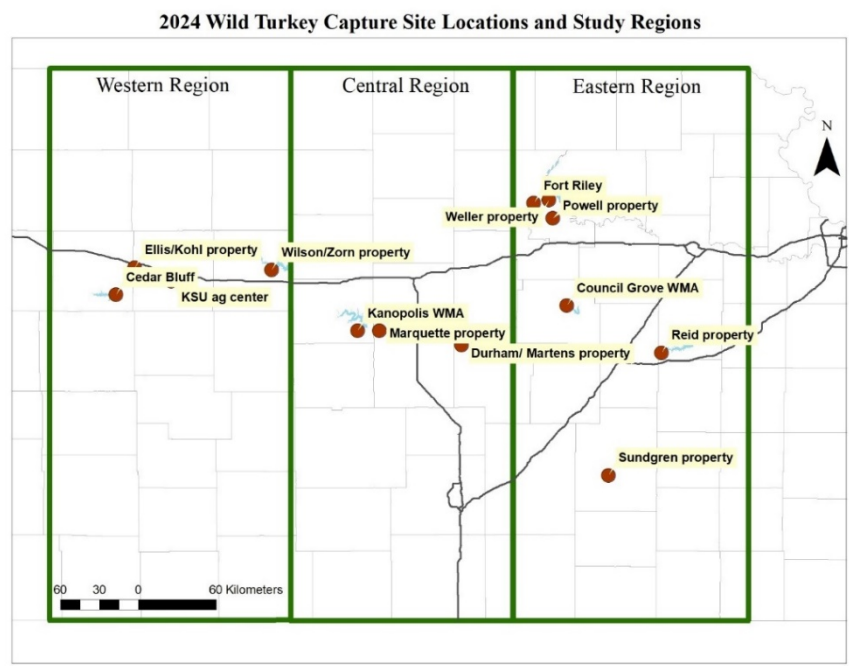 2024 Wild Turkey Capture Site Locations and Study Regions
Western Region
Central Region
Eastern Region
N
Fort Riley
Powell property
Weller property
Ellis/Kohl property
Wilson/Zorn property
Cedar Bluff
KSU ag center
Council Grove WMA
Kanopolis WMA
Marquette property
Reid property
Durham/ Martens property
Sundgren property
60 30 0 60 Kilometers